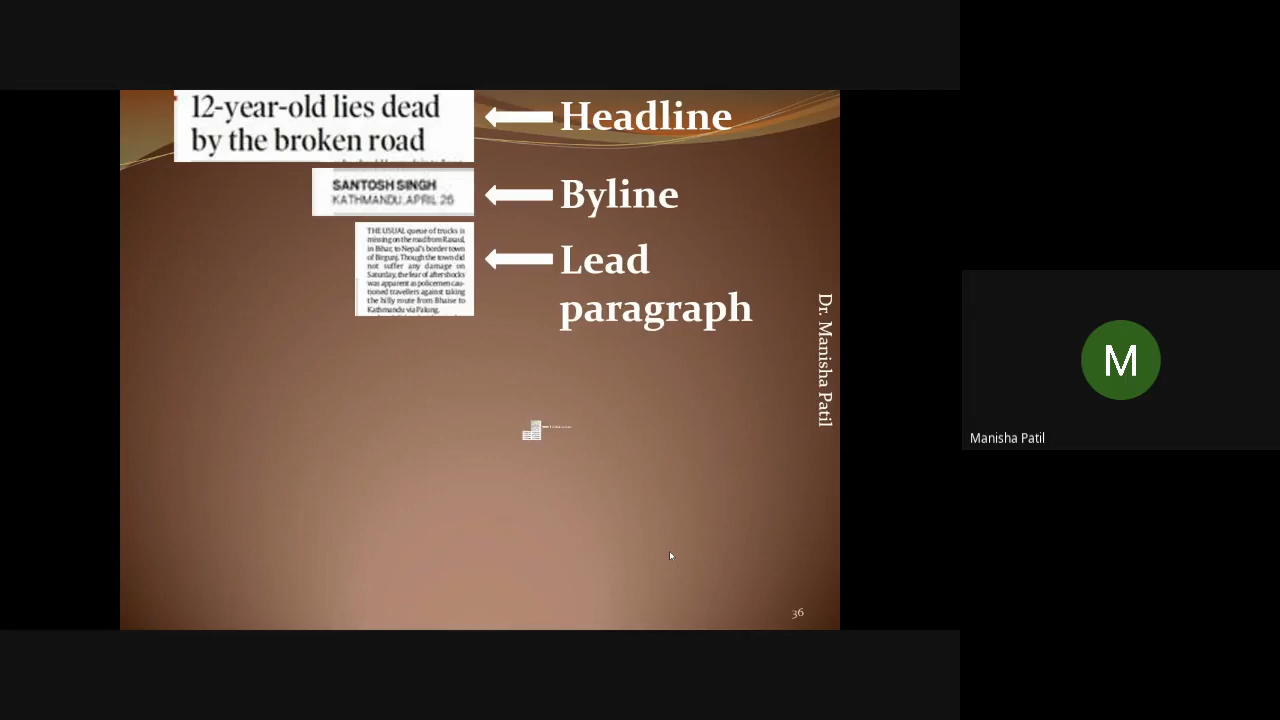 12-year-old lies dead
by the broken road
Headline
SANTOSH SINGH
KATHMANDU, APRIL 26
Byline
THE USUAL queue of trucks is
missing on the road from Raxaul,
in Bihar, to Nepal's border town
of Birgunj. Though the town did
not suffer any damage on
Saturday, the fear of aftershocks
was apparent as policemen cau-
tioned travellers against taking
the hilly route from Bhaise to
Kathmandu via Palung.
Lead
paragraph
Dr. Manisha Patil
36
M
Manisha Patil